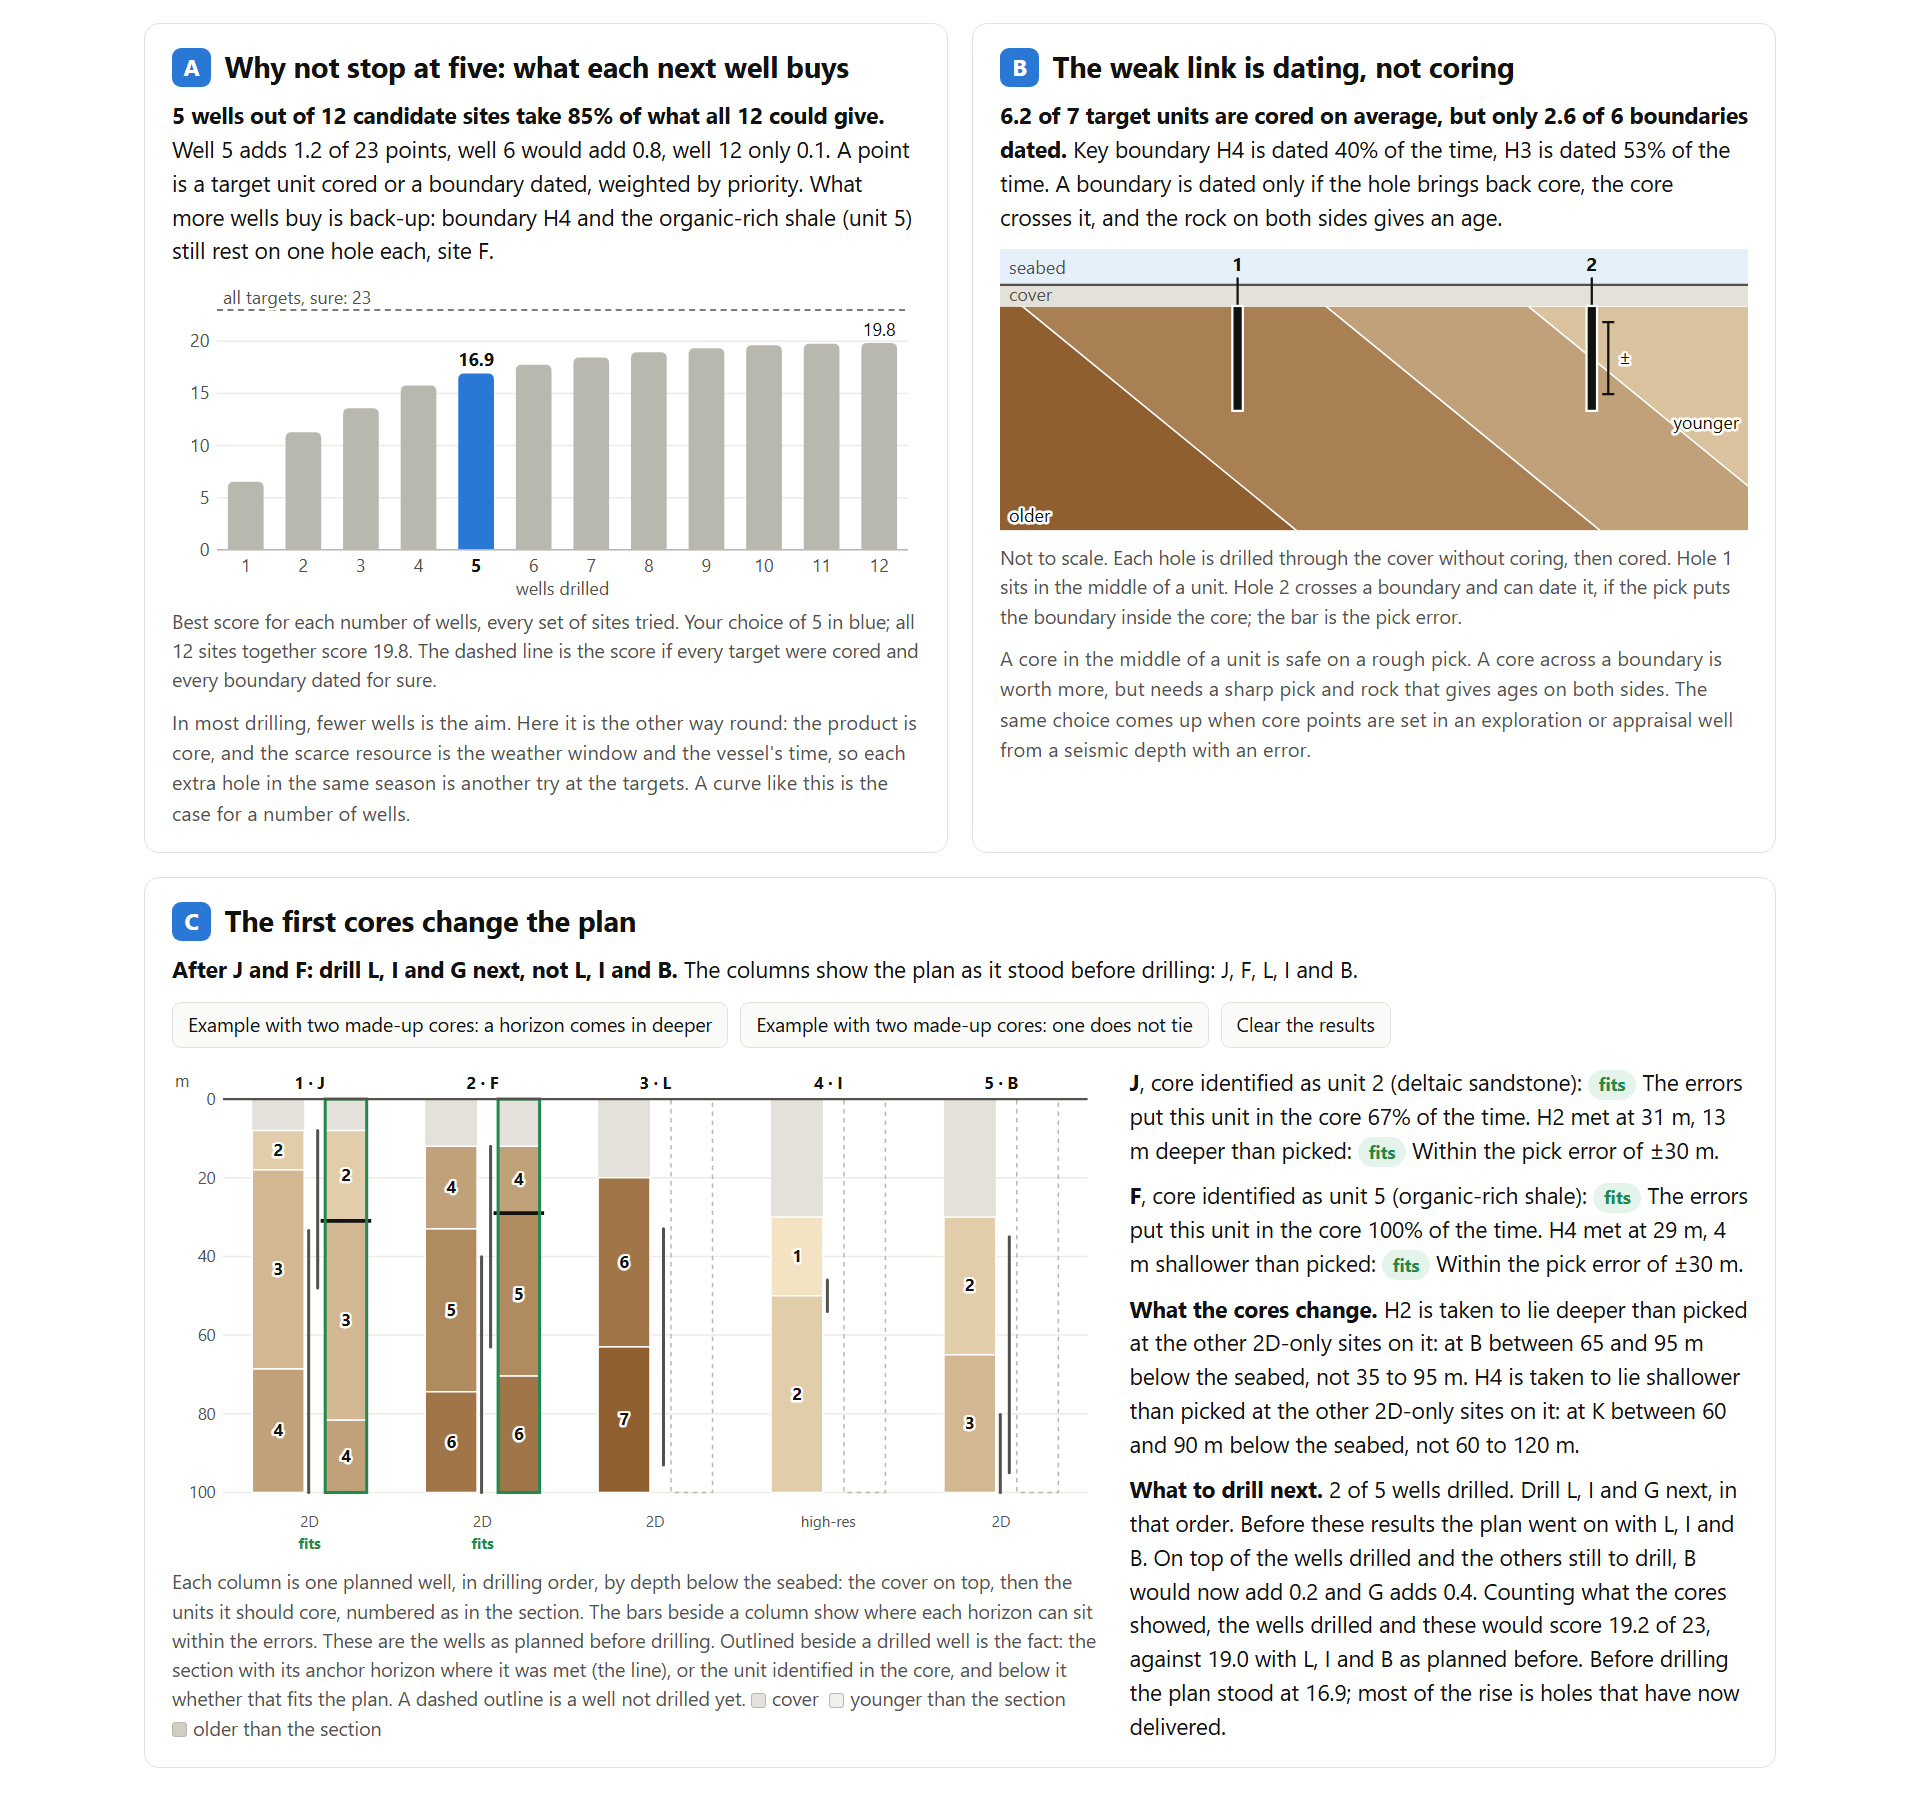 A Why not stop at five: what each next well buys
5 wells out of 12 candidate sites take 85% of what all 12 could give.
Well 5 adds 1.2 of 23 points, well 6 would add 0.8, well 12 only 0.1. A point
is a target unit cored or a boundary dated, weighted by priority. What
more wells buy is back-up: boundary H4 and the organic-rich shale (unit 5)
still rest on one hole each, site F.
all targets, sure: 23
20
15
10
5
0
16.9
19.8
1 2 3 4 5 6 7 8 9 10 11 12
wells drilled
Best score for each number of wells, every set of sites tried. Your choice of 5 in blue; all
12 sites together score 19.8. The dashed line is the score if every target were cored and
every boundary dated for sure.
In most drilling, fewer wells is the aim. Here it is the other way round: the product is
core, and the scarce resource is the weather window and the vessel's time, so each
extra hole in the same season is another try at the targets. A curve like this is the
case for a number of wells.
B The weak link is dating, not coring
6.2 of 7 target units are cored on average, but only 2.6 of 6 boundaries
dated. Key boundary H4 is dated 40% of the time, H3 is dated 53% of the
time. A boundary is dated only if the hole brings back core, the core
crosses it, and the rock on both sides gives an age.
seabed
1
2
cover
±
younger
older
Not to scale. Each hole is drilled through the cover without coring, then cored. Hole 1
sits in the middle of a unit. Hole 2 crosses a boundary and can date it, if the pick puts
the boundary inside the core; the bar is the pick error.
A core in the middle of a unit is safe on a rough pick. A core across a boundary is
worth more, but needs a sharp pick and rock that gives ages on both sides. The
same choice comes up when core points are set in an exploration or appraisal well
from a seismic depth with an error.
C The first cores change the plan
After J and F: drill L, I and G next, not L, I and B. The columns show the plan as it stood before drilling: J, F, L, I and B.
Example with two made-up cores: a horizon comes in deeper
Example with two made-up cores: one does not tie
Clear the results
m
0
20
40
60
80
100
1 · J
2 · F
3 · L
4 · I
5 · B
2
3
4
2
3
4
4
5
6
4
5
6
6
7
1
2
2
3
2D
fits
2D
fits
2D
high-res
2D
Each column is one planned well, in drilling order, by depth below the seabed: the cover on top, then the
units it should core, numbered as in the section. The bars beside a column show where each horizon can sit
within the errors. These are the wells as planned before drilling. Outlined beside a drilled well is the fact: the
section with its anchor horizon where it was met (the line), or the unit identified in the core, and below it
whether that fits the plan. A dashed outline is a well not drilled yet. cover younger than the section
older than the section
J, core identified as unit 2 (deltaic sandstone): fits The errors
put this unit in the core 67% of the time. H2 met at 31 m, 13
m deeper than picked: fits Within the pick error of ±30 m.
F, core identified as unit 5 (organic-rich shale): fits The errors
put this unit in the core 100% of the time. H4 met at 29 m, 4
m shallower than picked: fits Within the pick error of ±30 m.
What the cores change. H2 is taken to lie deeper than picked
at the other 2D-only sites on it: at B between 65 and 95 m
below the seabed, not 35 to 95 m. H4 is taken to lie shallower
than picked at the other 2D-only sites on it: at K between 60
and 90 m below the seabed, not 60 to 120 m.
What to drill next. 2 of 5 wells drilled. Drill L, I and G next, in
that order. Before these results the plan went on with L, I and
B. On top of the wells drilled and the others still to drill, B
would now add 0.2 and G adds 0.4. Counting what the cores
showed, the wells drilled and these would score 19.2 of 23,
against 19.0 with L, I and B as planned before. Before drilling
the plan stood at 16.9; most of the rise is holes that have now
delivered.